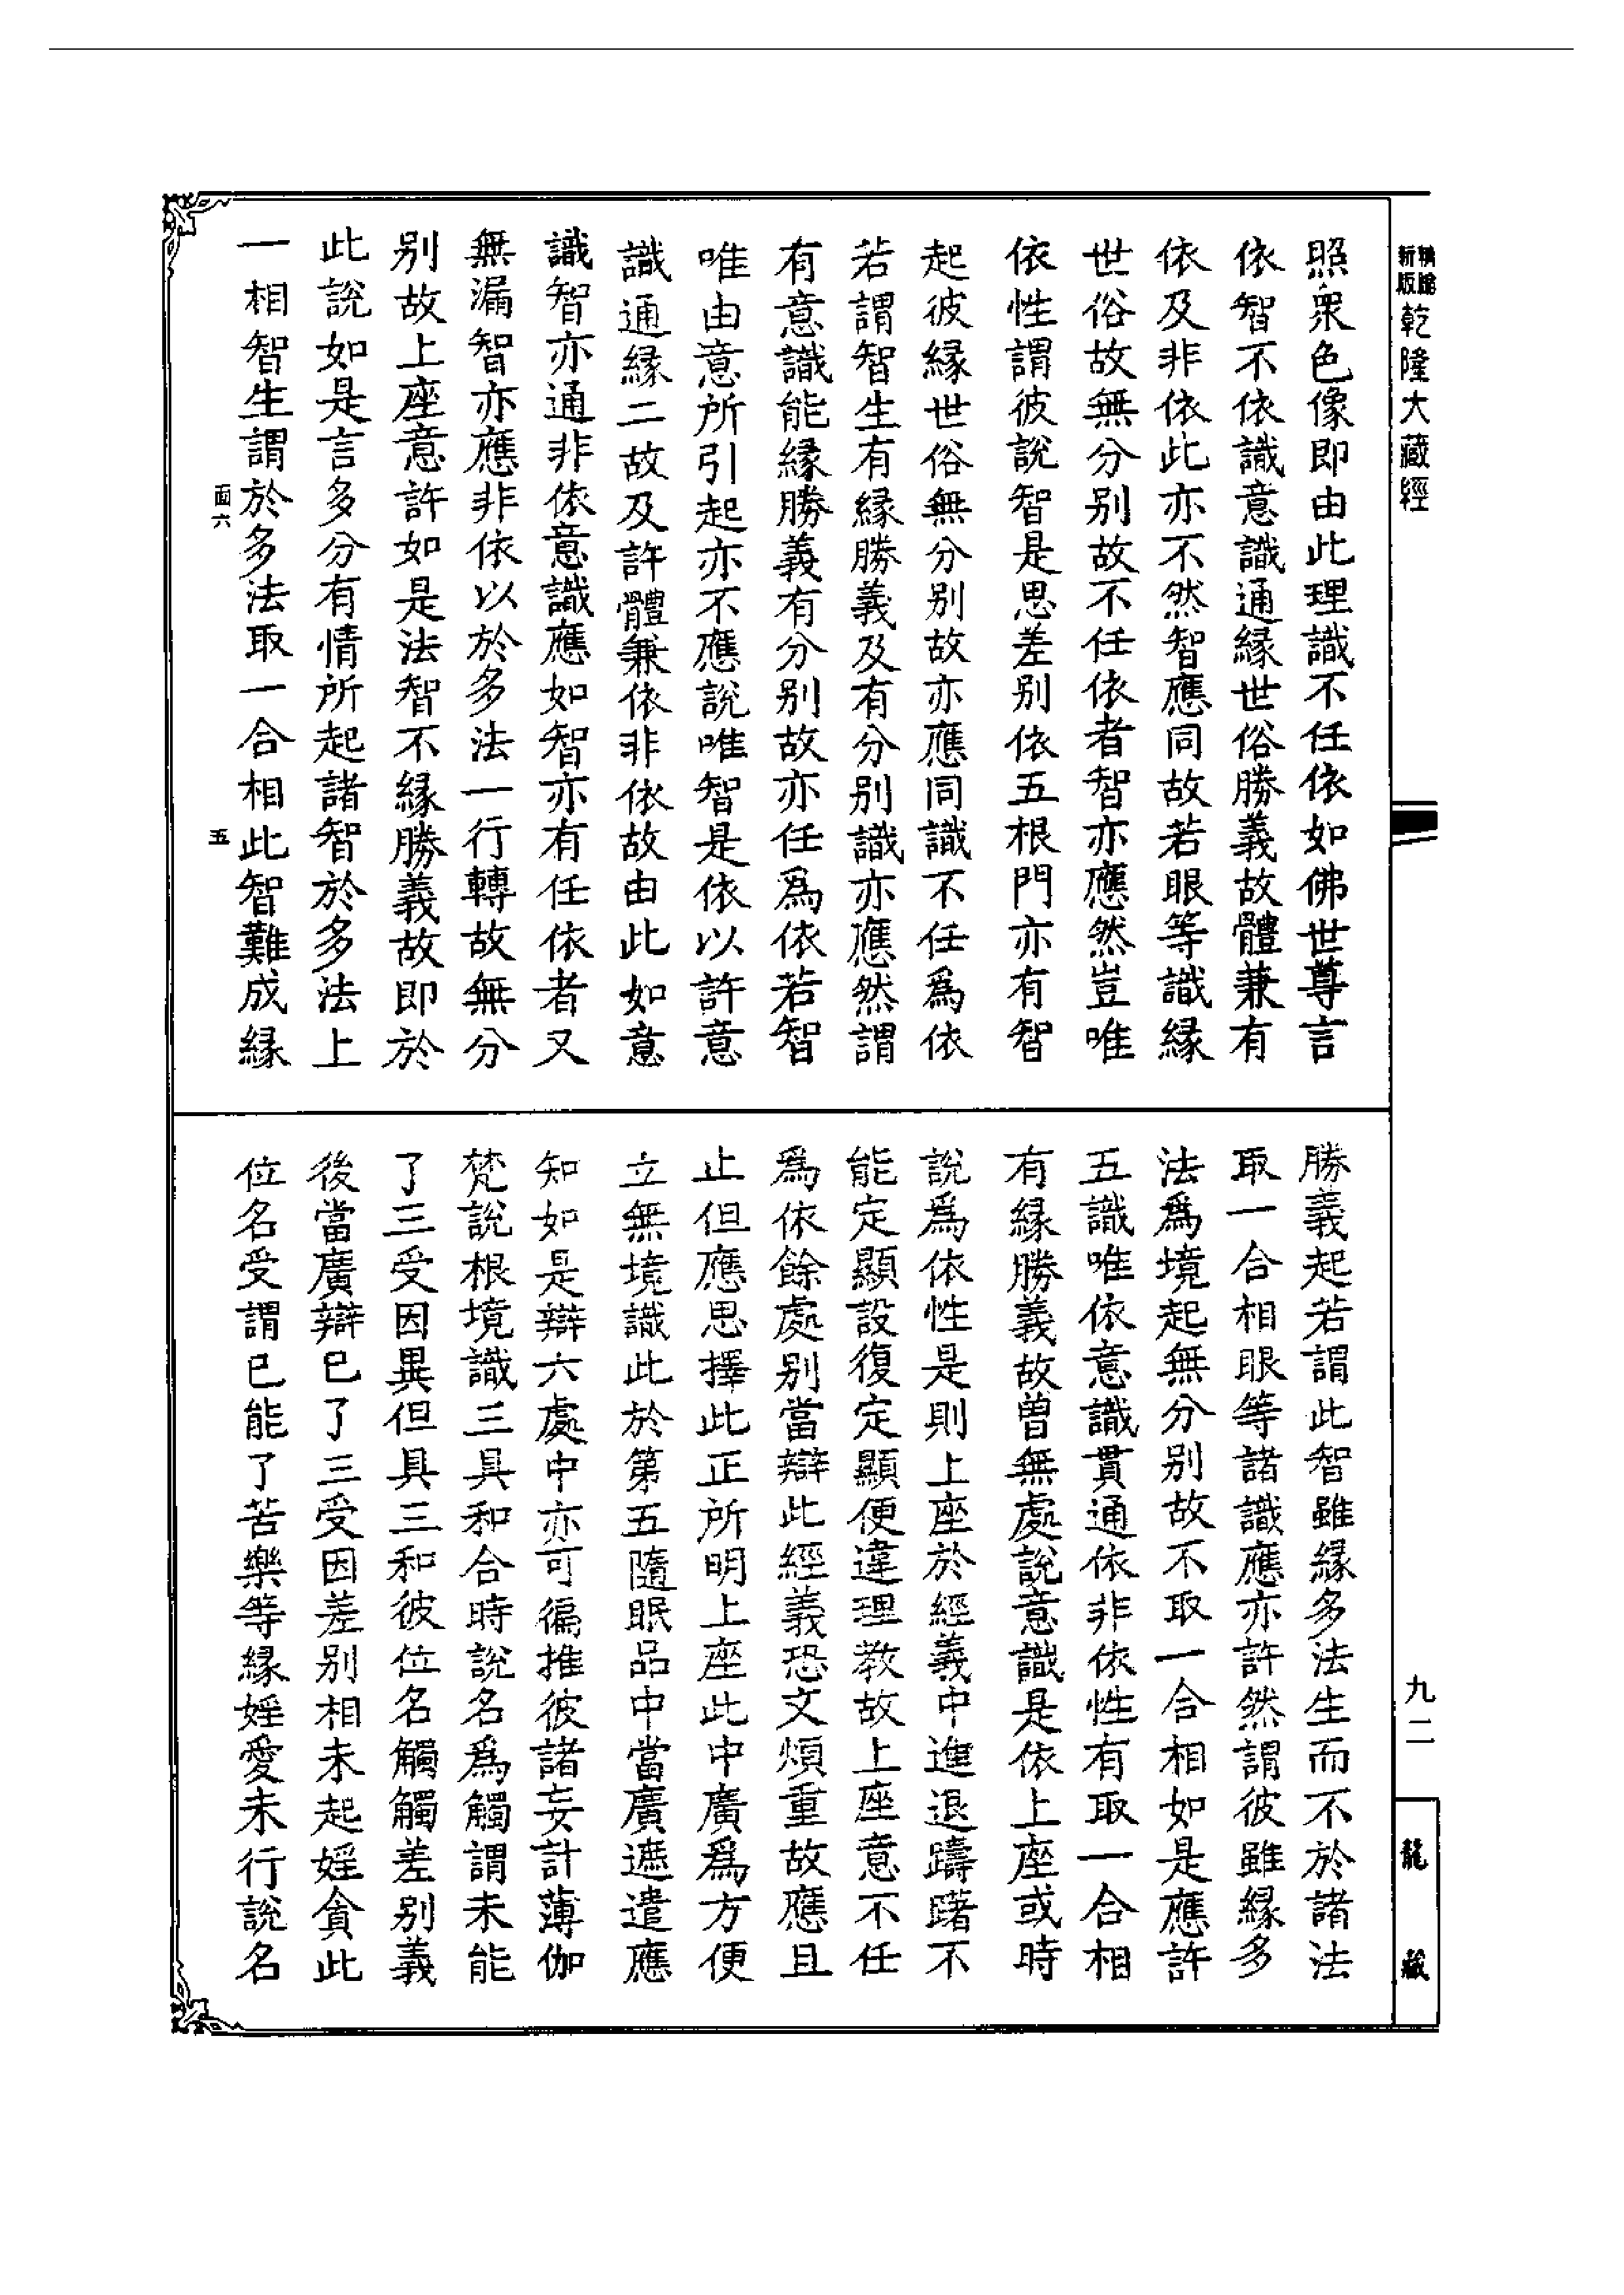 新版
精縮
乾隆大藏經
九二
龍藏
照衆色像即由此理識不任依如佛世尊言
依智不依識意識通緣世俗勝義故體兼有
依及非依此亦不然智應同故若眼等識緣
世俗故無分别故不任依者智亦應然豈唯
依性謂彼說智是思差别依五根門亦有智
起彼緣世俗無分别故亦應同識不任爲依
若謂智生有緣勝義及有分别識亦應然謂
有意識能緣勝義有分别故亦任爲依若智
唯由意所引起亦不應說唯智是依以許意
識通緣二故及許體兼依非依故由此如意
識智亦通非依意識應如智亦有任依者又
無漏智亦應非依以於多法一行轉故無分
别故上座意許如是法智不緣勝義故即於
此說如是言多分有情所起諸智於多法上
一相智生謂於多法取一合相此智難成緣
面六
五
勝義起若謂此智雖緣多法生而不於諸法
取一合相眼等諸識應亦許然謂彼雖緣多
法爲境起無分别故不取一合相如是應許
五識唯依意識貫通依非依性有取一合相
有緣勝義故曾無處說意識是依上座或時
說爲依性是則上座於經義中進退躊躇不
能定顯設復定顯便違理教故上座意不任
爲依餘處别當辯此經義恐文煩重故應且
止但應思擇此正所明上座此中廣爲方便
立無境識此於第五隨眠品中當廣遮遣應
知如是辯六處中亦可徧推彼諸妄計薄伽
梵說根境識三具和合時說名爲觸謂未能
了三受因異但具三和彼位名觸觸差别義
後當廣辯已了三受因差别相未起婬貪此
位名受謂已能了苦樂等緣婬愛未行說名